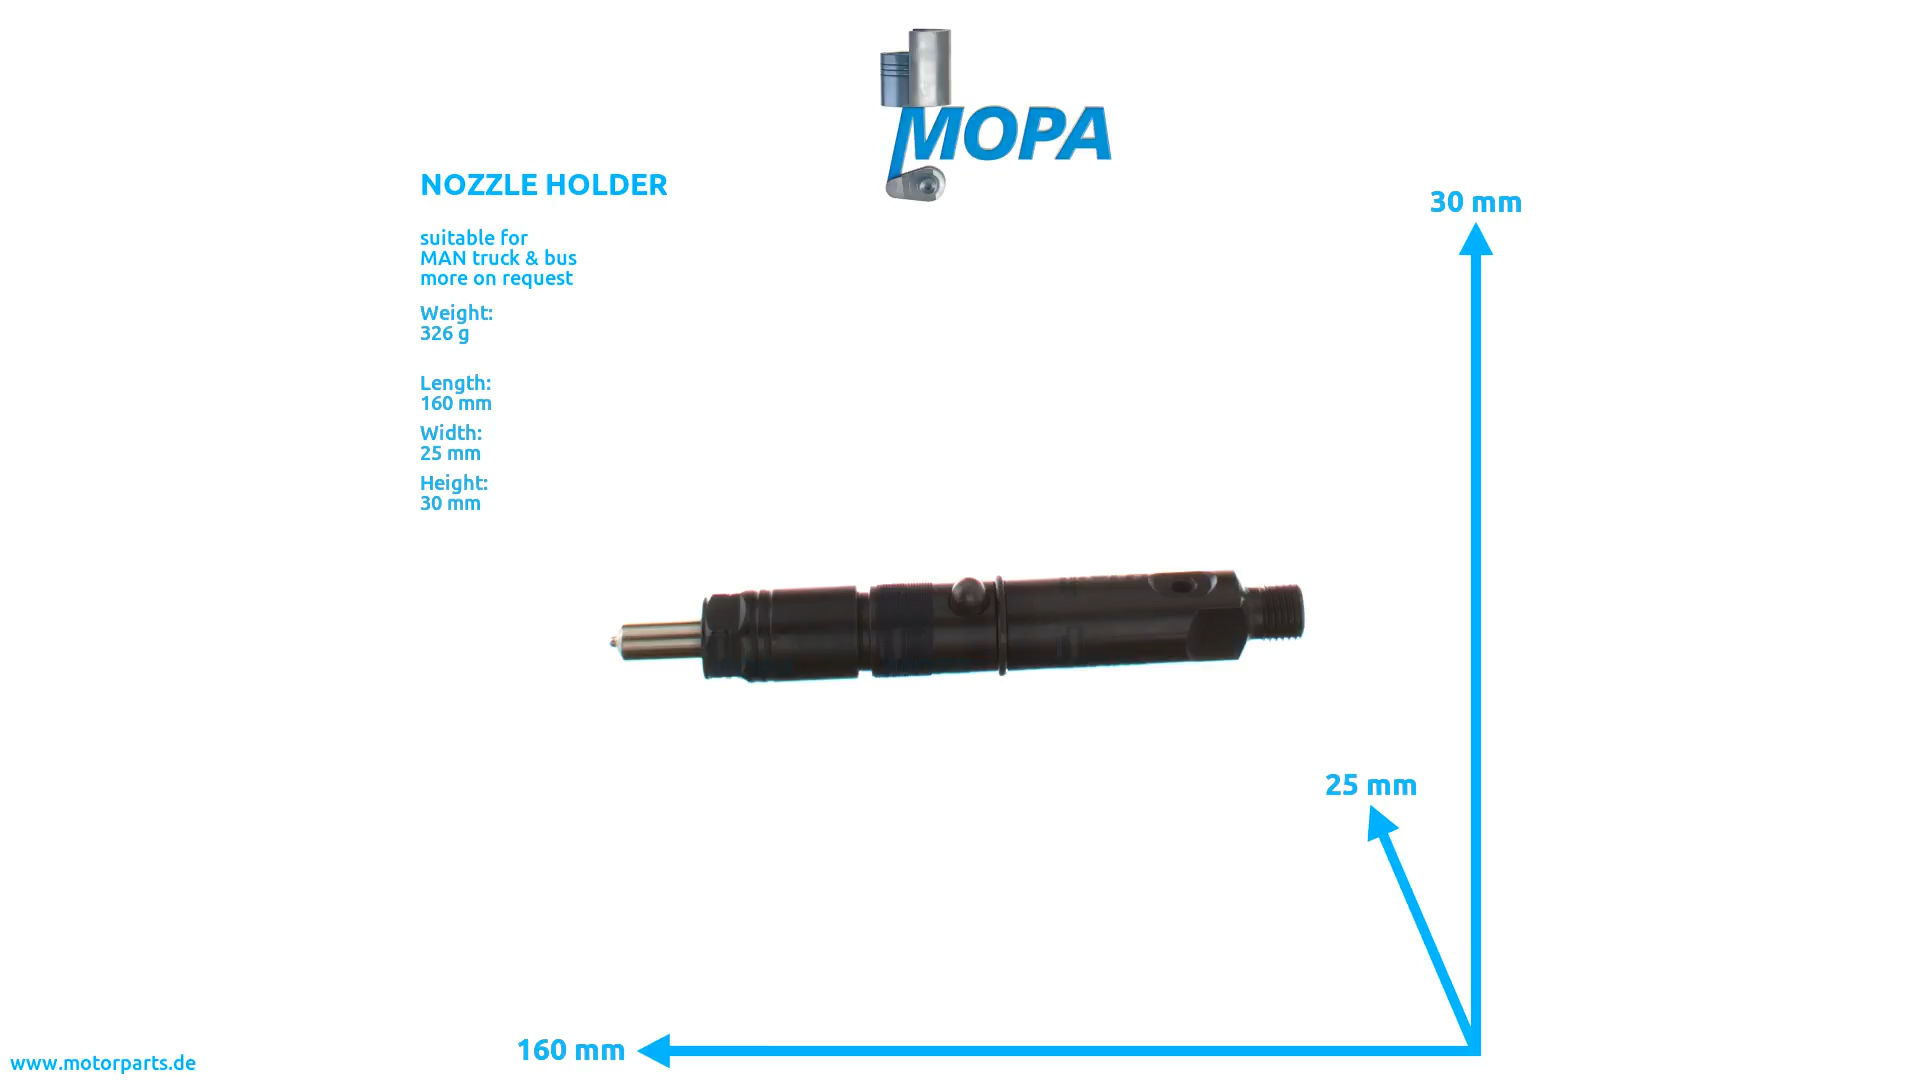 MOPA
NOZZLE HOLDER
suitable for
MAN truck & bus
more on request
Weight:
326 g
Length:
160 mm
Width:
25 mm
Height:
30 mm
30 mm
25 mm
160 mm
www.motorparts.de